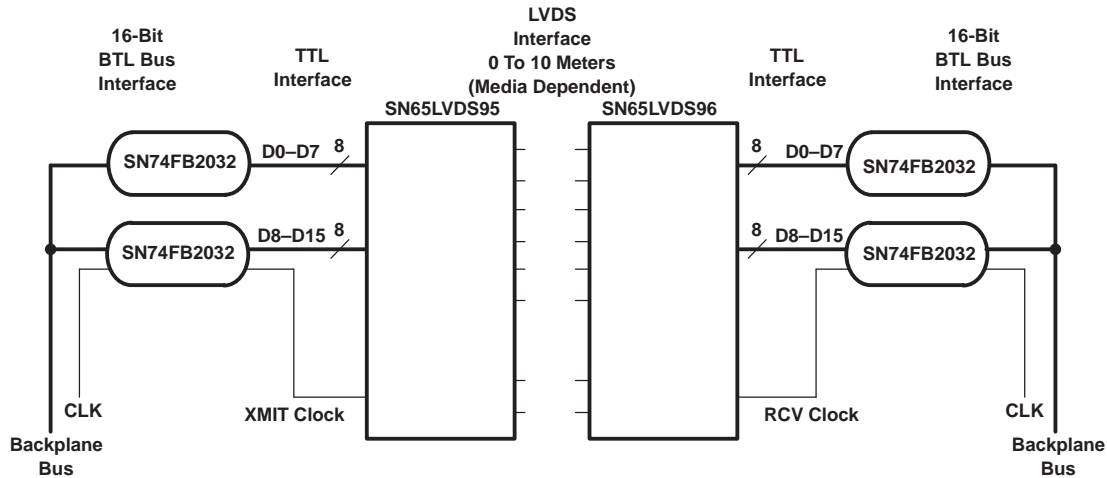 16-Bit
BTL Bus
Interface
TTL
Interface
LVDS
Interface
0 To 10 Meters
(Media Dependent)
TTL
Interface
16-Bit
BTL Bus
Interface
SN65LVDS95
SN65LVDS96
SN74FB2032
D0–D7
8
8
D0–D7
SN74FB2032
SN74FB2032
D8–D15
8
8
D8–D15
SN74FB2032
CLK
XMIT Clock
RCV Clock
CLK
Backplane
Bus
Backplane
Bus